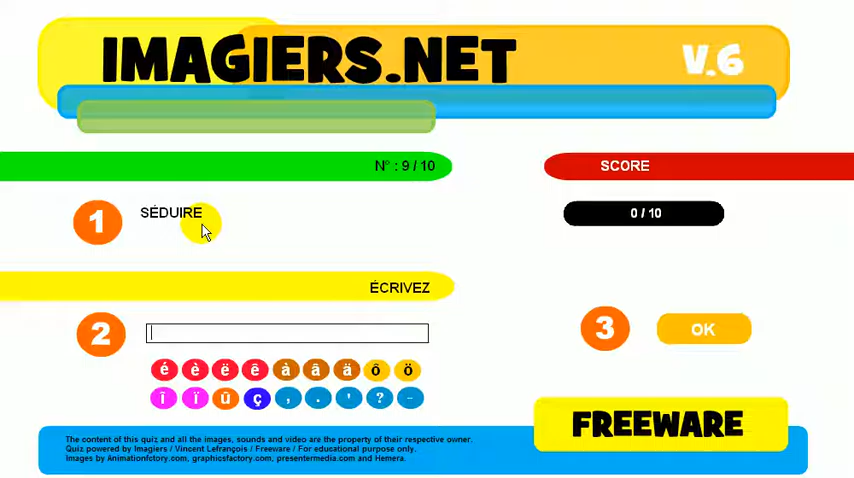 IMAGIERS.NET
V.6
N° : 9 / 10
SCORE
1
SÉDUIRE
0 / 10
ÉCRIVEZ
2
3
OK
é è ë ê à â ä ô ö
î ï û ç , . ' ? -
FREEWARE
The content of this quiz and all the images, sounds and video are the property of their respective owner.
Quiz powered by Imagiers / Vincent Lefrançois / Freeware / For educational purpose only.
Images by Animationfctory.com, graphicsfactory.com, presentermedia.com and Hemera.